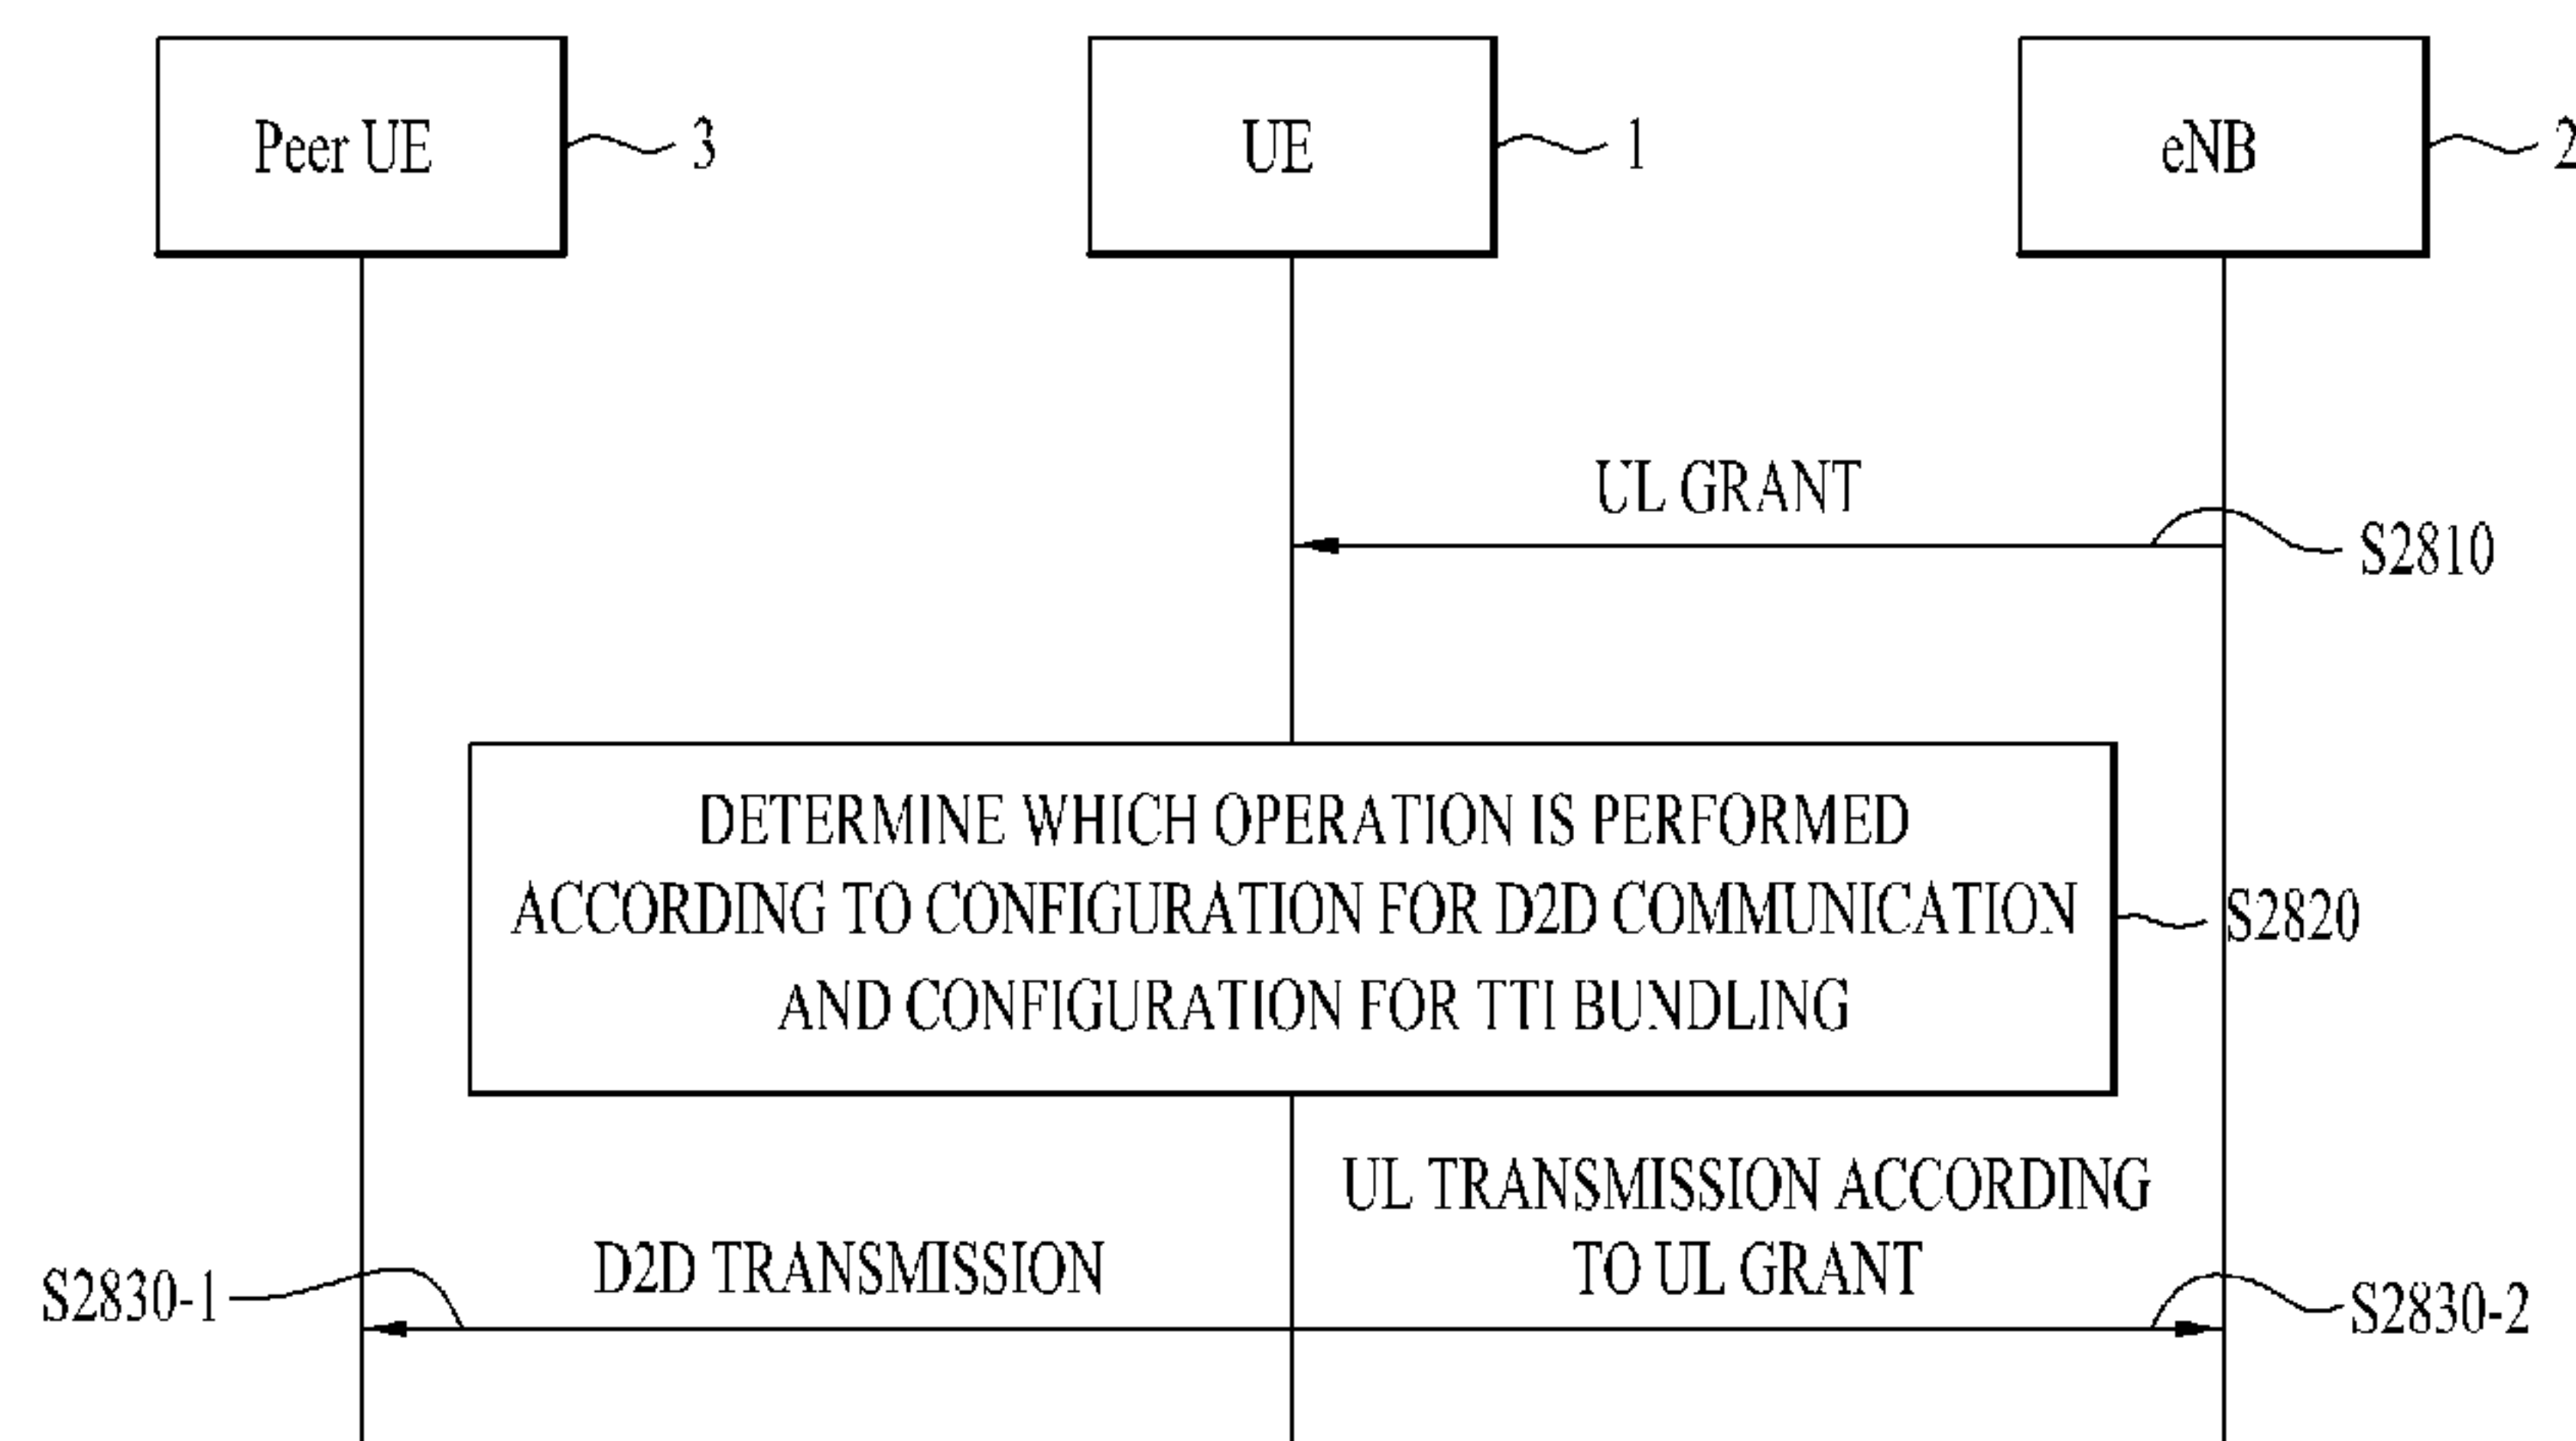 Peer UE
3
UE
1
eNB
2
UL GRANT
S2810
DETERMINE WHICH OPERATION IS PERFORMED
ACCORDING TO CONFIGURATION FOR D2D COMMUNICATION
AND CONFIGURATION FOR TTI BUNDLING
S2820
UL TRANSMISSION ACCORDING
TO UL GRANT
D2D TRANSMISSION
S2830-1
S2830-2